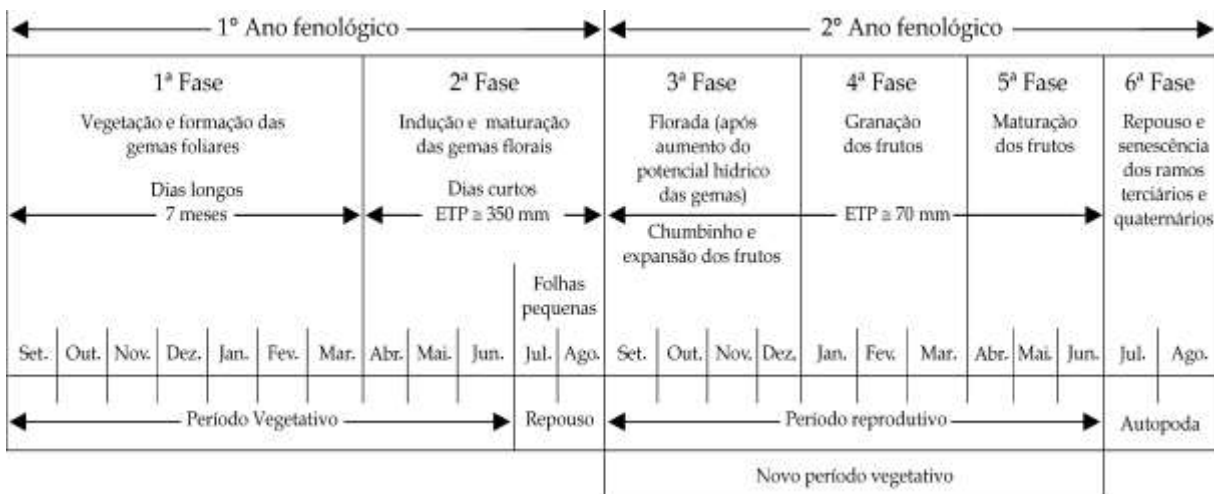 1º Ano fenológico
2º Ano fenológico
1ª Fase
Vegetação e formação das
gemas foliares
Dias longos
7 meses
2ª Fase
Indução e maturação
das gemas florais
Dias curtos
ETP ≅ 350 mm
Folhas
pequenas
3ª Fase
Florada (após
aumento do
potencial hídrico
das gemas)
Chumbinho e
expansão dos frutos
4ª Fase
Granação
dos frutos
ETP ≅ 70 mm
5ª Fase
Maturação
dos frutos
6ª Fase
Repouso e
senescência
dos ramos
terciários e
quaternários
Set. Out. Nov. Dez. Jan. Fev. Mar. Abr. Mai. Jun. Jul. Ago. Set. Out. Nov. Dez. Jan. Fev. Mar. Abr. Mai. Jun. Jul. Ago.
Período Vegetativo
Repouso
Período reprodutivo
Autopoda
Novo período vegetativo